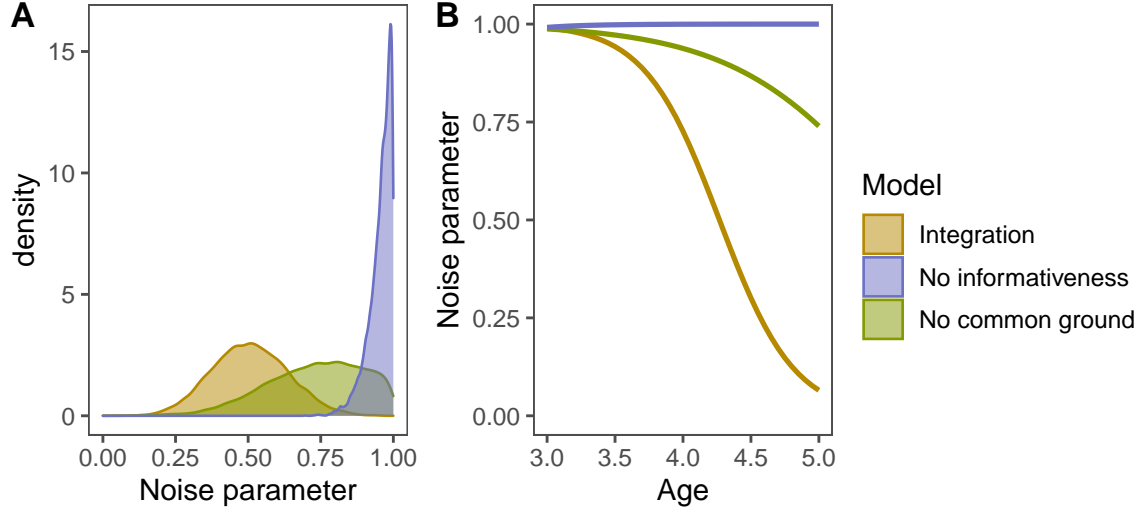 A
15
10
5
0
density
0.00 0.25 0.50 0.75 1.00
Noise parameter
B
1.00
0.75
0.50
0.25
0.00
Noise parameter
3.0 3.5 4.0 4.5 5.0
Age
Model
Integration
No informativeness
No common ground